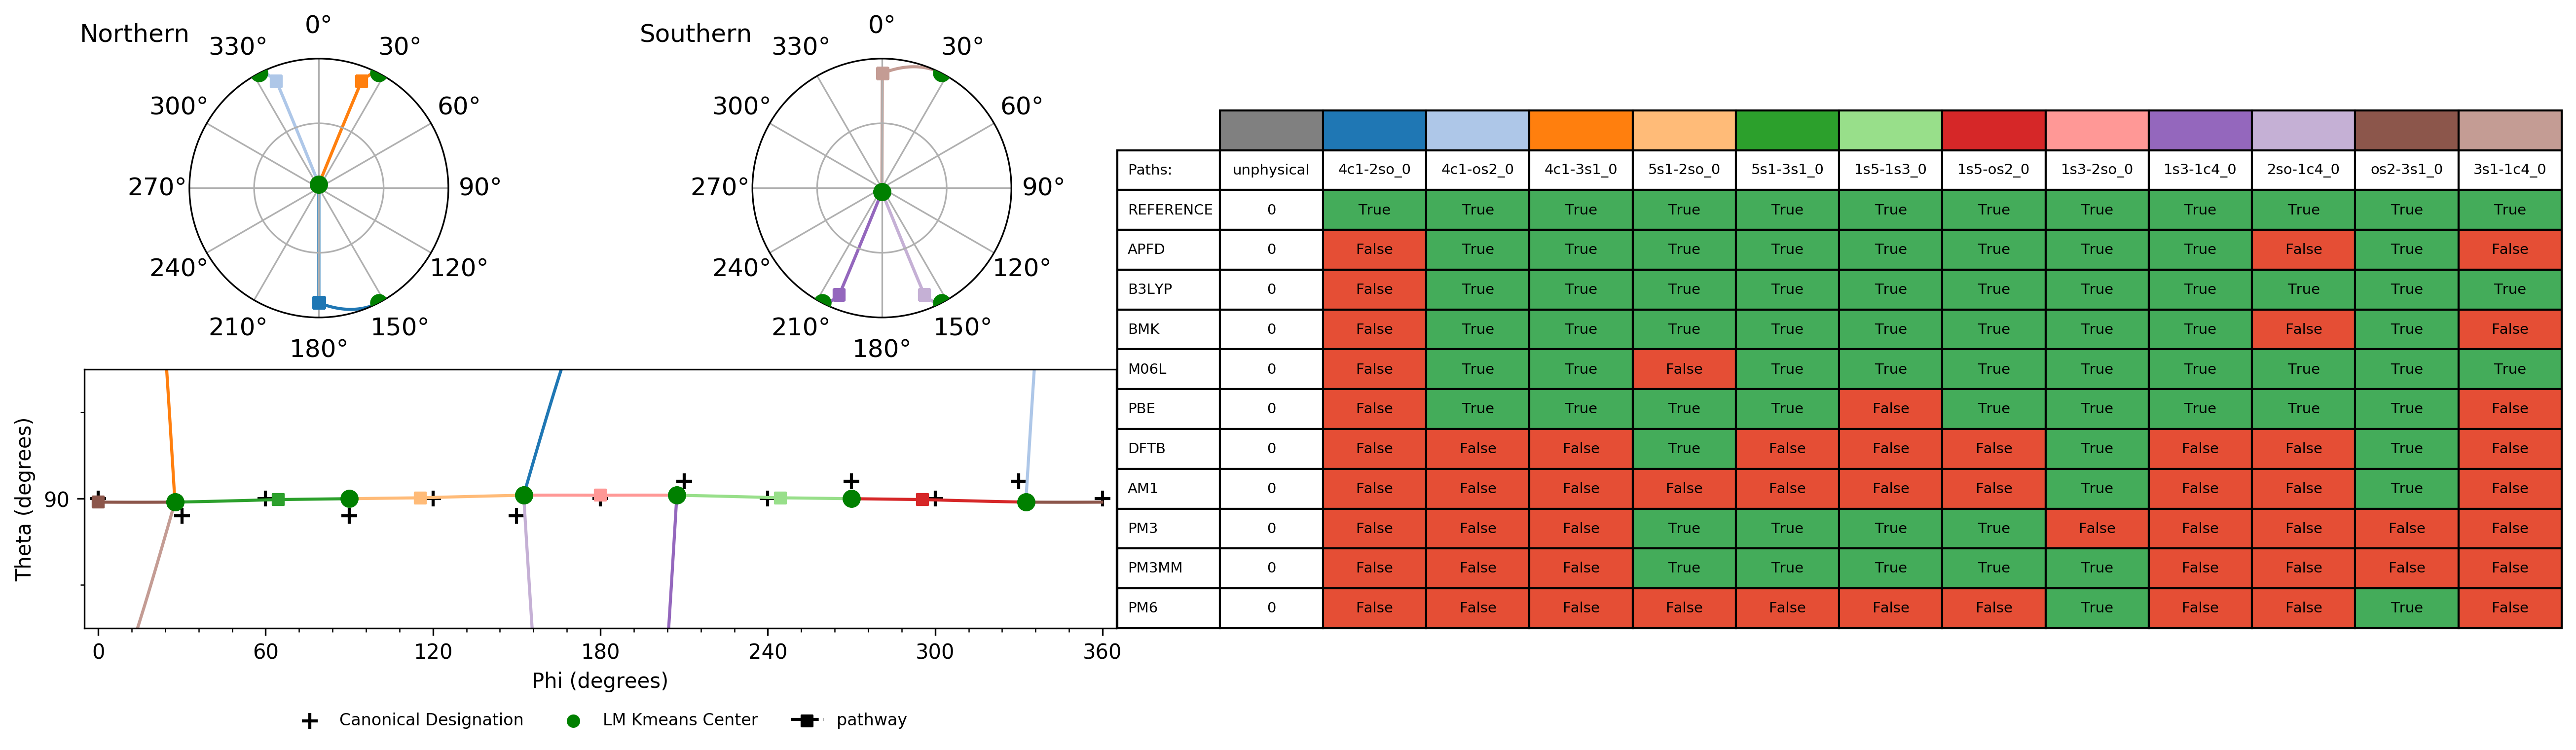 Northern
0°
330° 30°
300° 60°
270° 90°
240° 120°
210° 150°
180°
Southern
0°
330° 30°
300° 60°
270° 90°
240° 120°
210° 150°
180°
Theta (degrees)
90
0 60 120 180 240 300 360
Phi (degrees)
Canonical Designation LM Kmeans Center pathway
Paths: unphysical 4c1-2so_0 4c1-os2_0 4c1-3s1_0 5s1-2so_0 5s1-3s1_0 1s5-1s3_0 1s5-os2_0 1s3-2so_0 1s3-1c4_0 2so-1c4_0 os2-3s1_0 3s1-1c4_0
REFERENCE 0 True True True True True True True True True True True True
APFD 0 False True True True True True True True True False True False
B3LYP 0 False True True True True True True True True True True True
BMK 0 False True True True True True True True True False True False
M06L 0 False True True False True True True True True True True True
PBE 0 False True True True True False True True True True True False
DFTB 0 False False False True False False False True False False True False
AM1 0 False False False False False False False True False False True False
PM3 0 False False False True True True True False False False False False
PM3MM 0 False False False True True True True True False False False False
PM6 0 False False False False False False False True False False True False